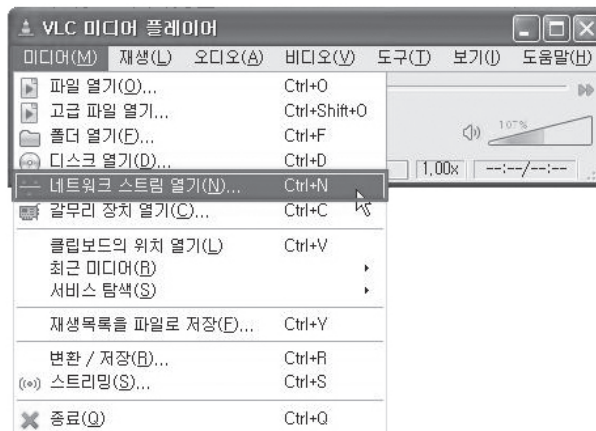 VLC 미디어 플레이어
미디어(M) 재생(L) 오디오(A) 비디오(V) 도구(T) 보기(I) 도움말(H)
파일 열기(O)... Ctrl+O
고급 파일 열기... Ctrl+Shift+O
폴더 열기(F)... Ctrl+F
107%
디스크 열기(D)... Ctrl+D
1.00x --:--/--:--
네트워크 스트림 열기(N)... Ctrl+N
갈무리 장치 열기(C)... Ctrl+C
클립보드의 위치 열기(L) Ctrl+V
최근 미디어(R)
서비스 탐색(S)
재생목록을 파일로 저장(F)... Ctrl+Y
변환 / 저장(R)... Ctrl+R
스트리밍(S)... Ctrl+S
종료(Q) Ctrl+Q